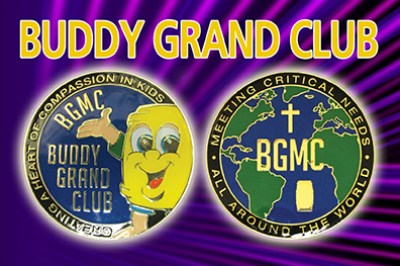 BUDDY GRAND CLUB
CREATING A HEART OF COMPASSION IN KIDS
BGMC
BUDDY
GRAND
CLUB
• MEETING CRITICAL NEEDS •
BGMC
ALL AROUND THE WORLD